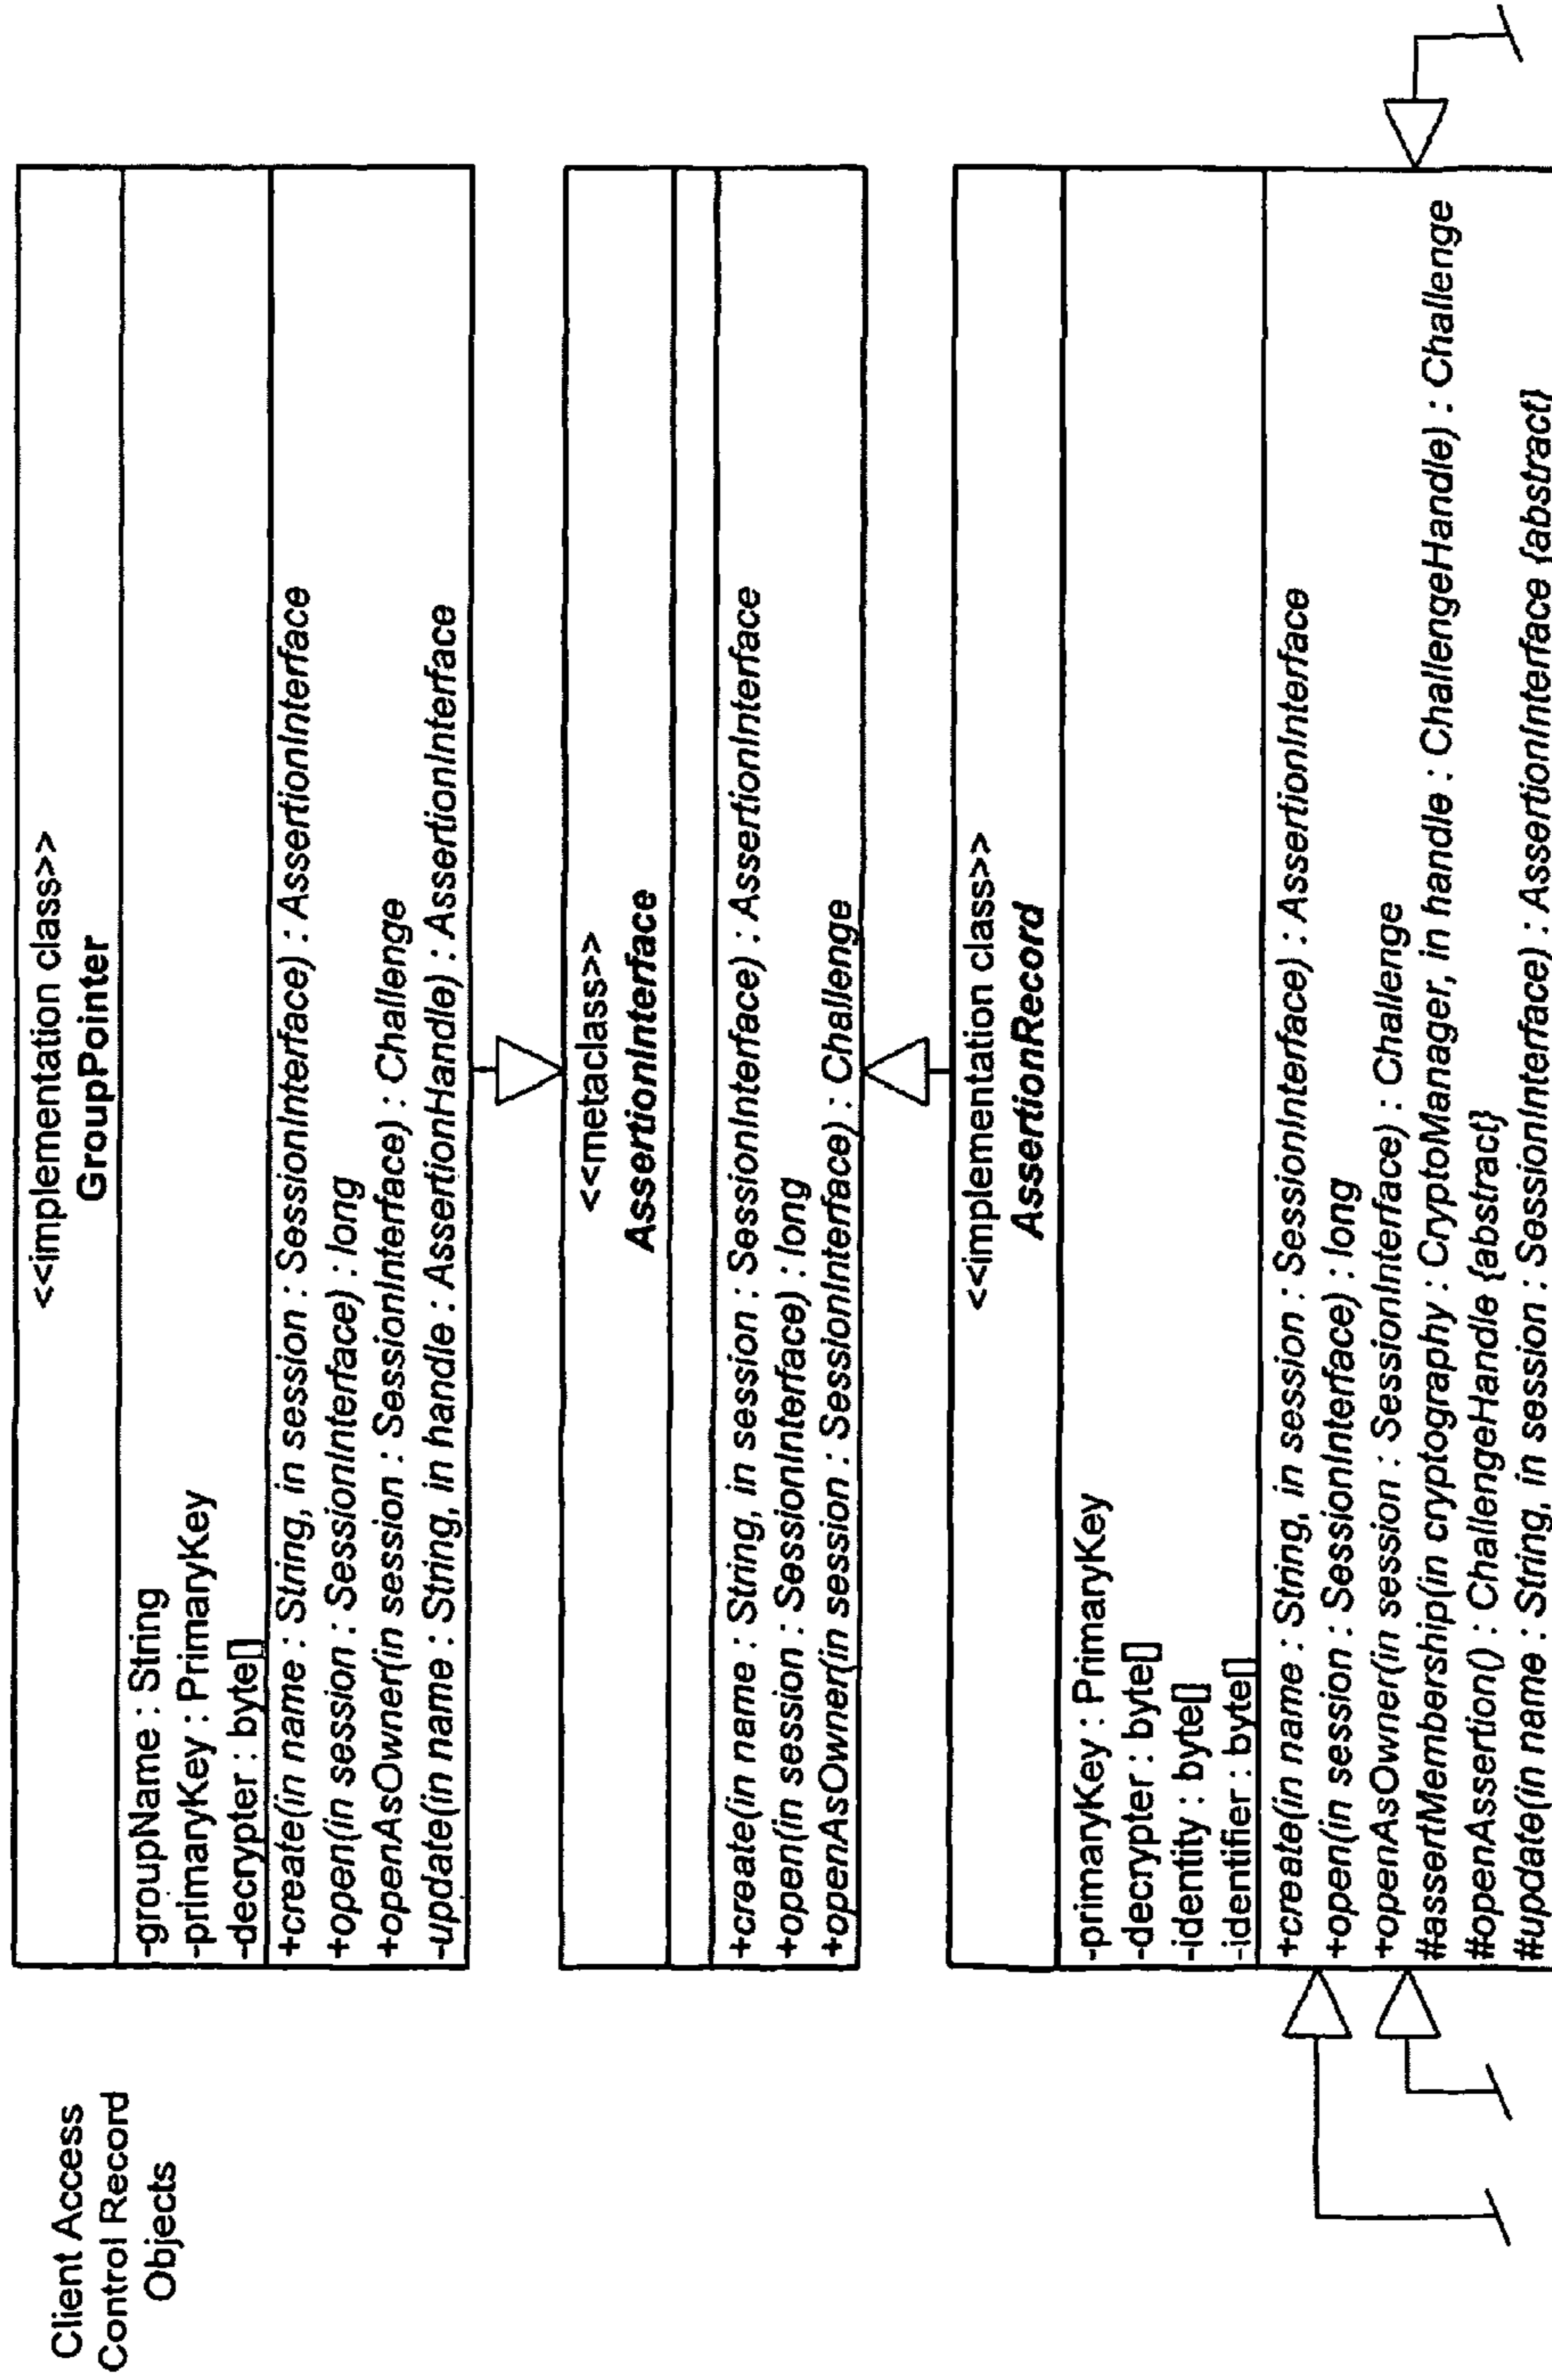 Client Access
Control Record
Objects
<<implementation class>>
GroupPointer
-groupName : String
-primaryKey : PrimaryKey
-decrypter : byte[]
+create(in name : String, in session : SessionInterface) : AssertionInterface
+open(in session : SessionInterface) : long
+openAsOwner(in session : SessionInterface) : Challenge
-update(in name : String, in handle : AssertionHandle) : AssertionInterface
<<metaclass>>
AssertionInterface
+create(in name : String, in session : SessionInterface) : AssertionInterface
+open(in session : SessionInterface) : long
+openAsOwner(in session : SessionInterface) : Challenge
<<implementation class>>
AssertionRecord
-primaryKey : PrimaryKey
-decrypter : byte[]
-identity : byte[]
-identifier : byte[]
+create(in name : String, in session : SessionInterface) : AssertionInterface
+open(in session : SessionInterface) : long
+openAsOwner(in session : SessionInterface) : Challenge
#assertMembership(in cryptography : CryptoManager, in handle : ChallengeHandle) : Challenge
#openAssertion() : ChallengeHandle {abstract}
#update(in name : String, in session : SessionInterface) : AssertionInterface {abstract}